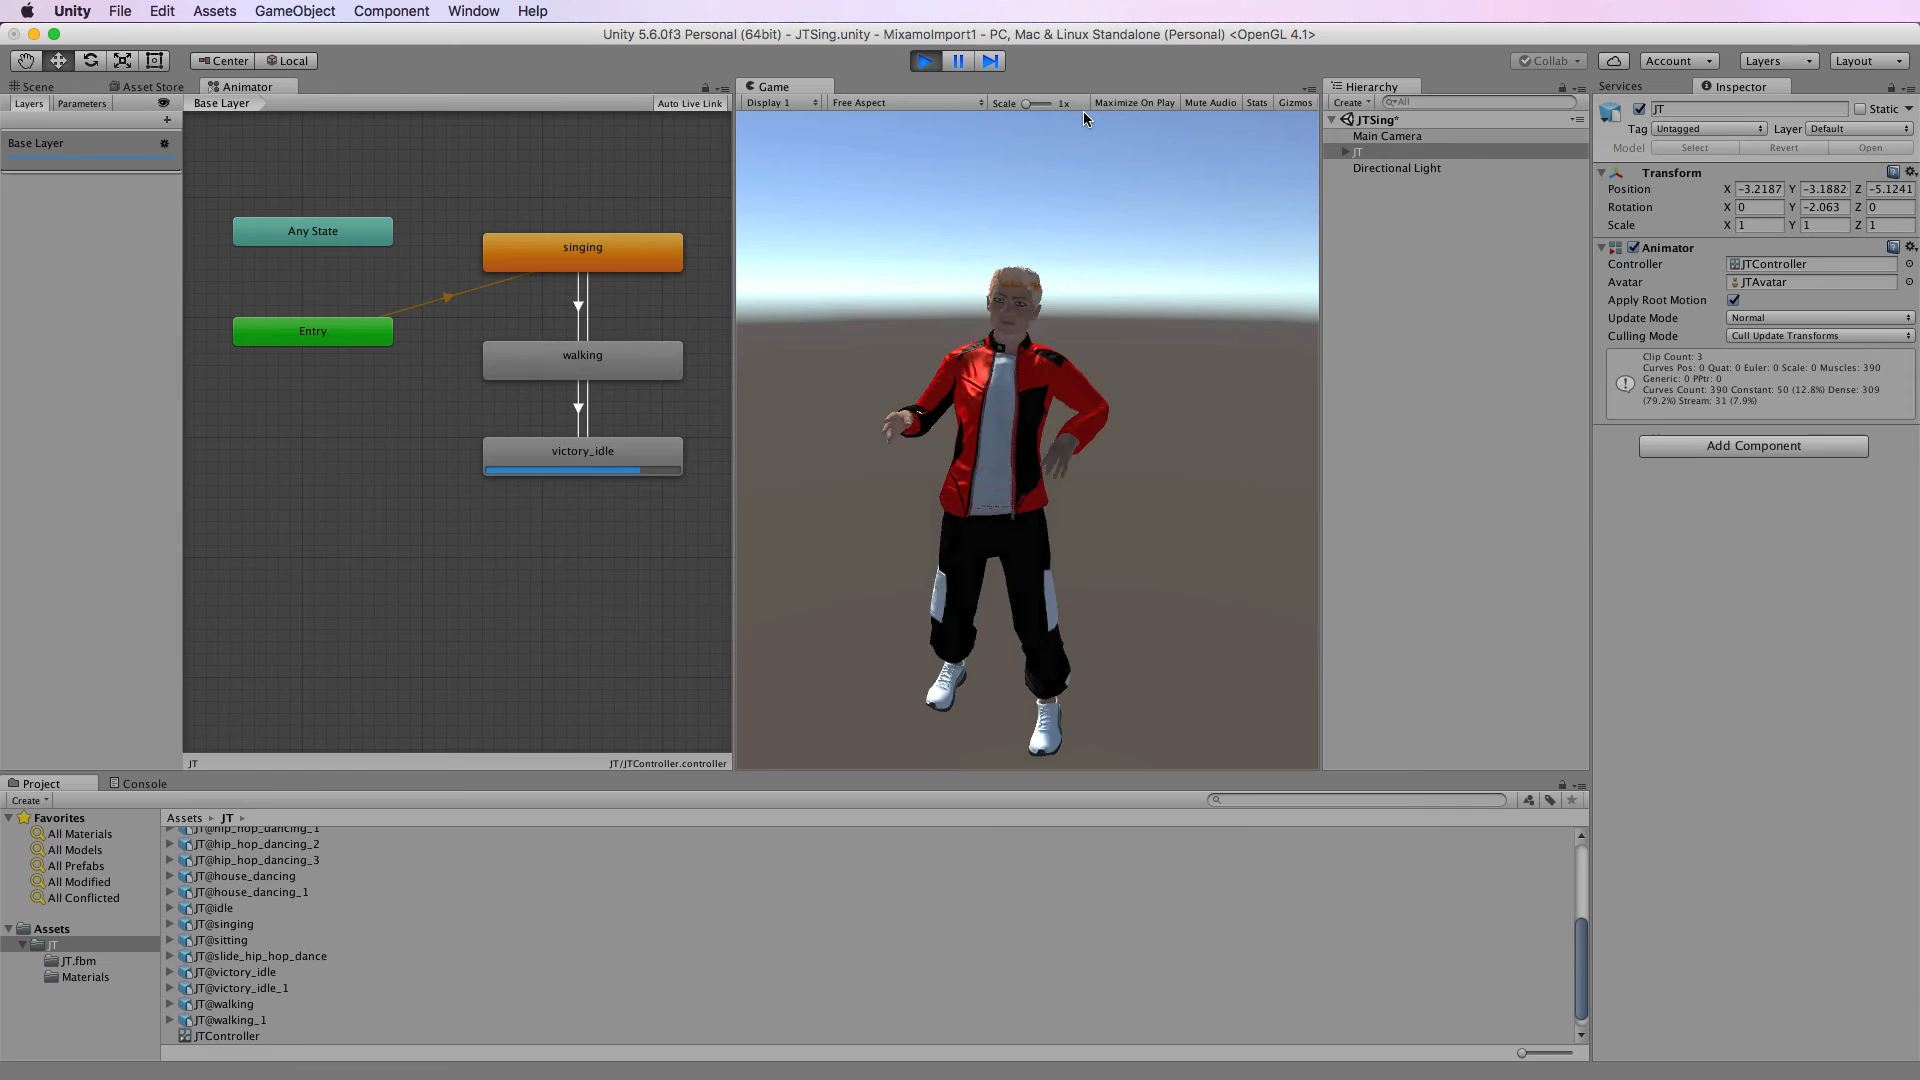 Unity File Edit Assets GameObject Component Window Help
Unity 5.6.0f3 Personal (64bit) - JTSing.unity - MixamoImport1 - PC, Mac & Linux Standalone (Personal) <OpenGL 4.1>
Center Local Collab Account Layers Layout
Scene Asset Store Animator
Layers Parameters Base Layer Auto Live Link
Base Layer
Any State
Entry
singing
walking
victory_idle
JT JT/JTController.controller
Game
Display 1 Free Aspect Scale 1x Maximize On Play Mute Audio Stats Gizmos
Hierarchy
Create All
JTSing*
Main Camera
JT
Directional Light
Services Inspector
JT Static
Tag Untagged Layer Default
Model Select Revert Open
Transform
Position X -3.2187 Y -3.1882 Z -5.1241
Rotation X 0 Y -2.063 Z 0
Scale X 1 Y 1 Z 1
Animator
Controller JTController
Avatar JTAvatar
Apply Root Motion
Update Mode Normal
Culling Mode Cull Update Transforms
Clip Count: 3
Curves Pos: 0 Quat: 0 Euler: 0 Scale: 0 Muscles: 390
Generic: 0 PPtr: 0
Curves Count: 390 Constant: 50 (12.8%) Dense: 309
(79.2%) Stream: 31 (7.9%)
Add Component
Project Console
Create
Favorites
All Materials
All Models
All Prefabs
All Modified
All Conflicted
Assets
JT
JT.fbm
Materials
Assets JT
JT@hip_hop_dancing_1
JT@hip_hop_dancing_2
JT@hip_hop_dancing_3
JT@house_dancing
JT@house_dancing_1
JT@idle
JT@singing
JT@sitting
JT@slide_hip_hop_dance
JT@victory_idle
JT@victory_idle_1
JT@walking
JT@walking_1
JTController